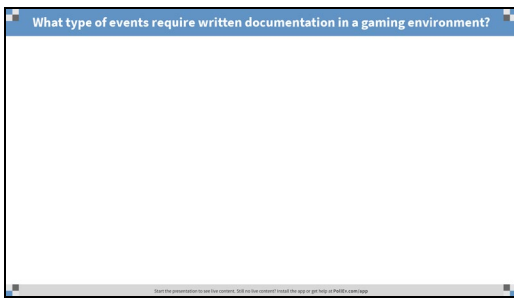 What type of events require written documentation in a gaming environment?
Start the presentation to see live content. Still no live content? Install the app or get help at PollEv.com/app